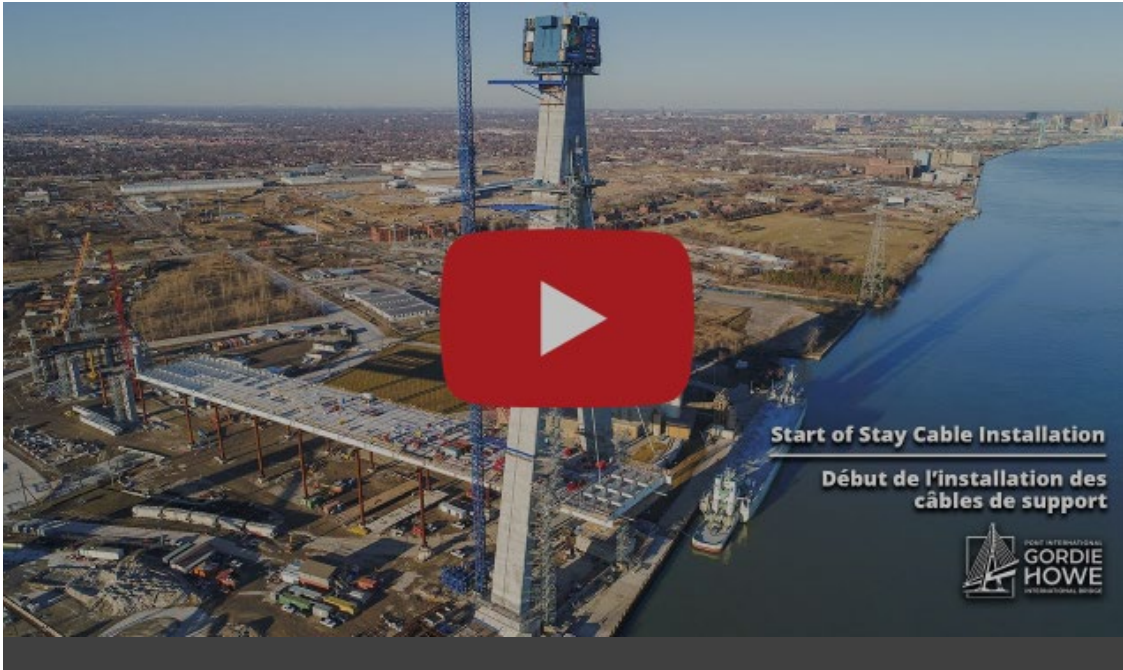 Start of Stay Cable Installation
Début de l'installation des
câbles de support
PONT INTERNATIONAL
GORDIE
HOWE
INTERNATIONAL BRIDGE